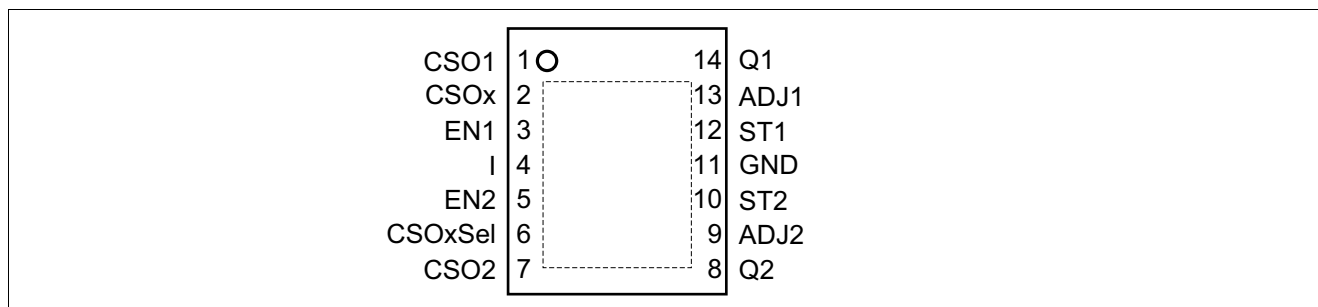 CSO1 1 14 Q1
CSOx 2 13 ADJ1
EN1 3 12 ST1
I 4 11 GND
EN2 5 10 ST2
CSOxSel 6 9 ADJ2
CSO2 7 8 Q2